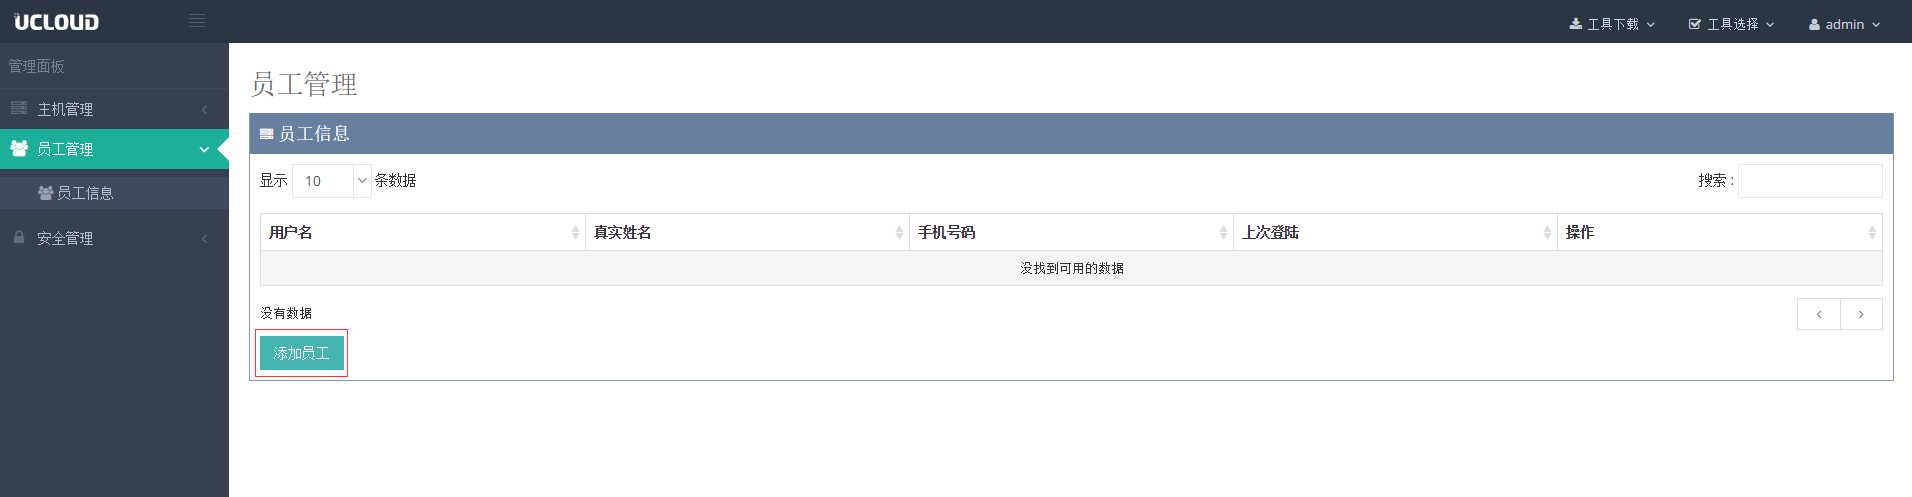 UCLOUD
工具下载
工具选择
admin
管理面板
主机管理
员工管理
员工信息
安全管理
员工管理
员工信息
显示 10 条数据
搜索：
用户名 真实姓名 手机号码 上次登陆 操作
没找到可用的数据
没有数据
添加员工